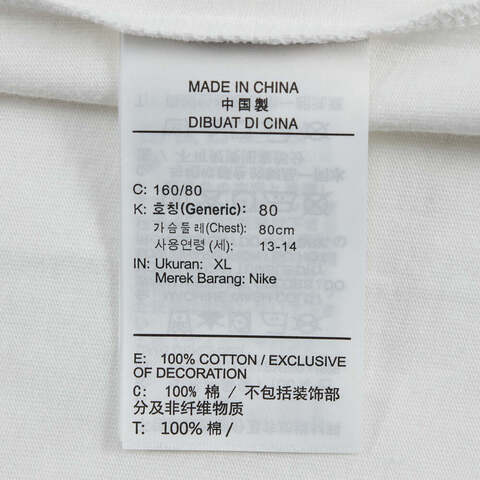 MADE IN CHINA
中国製
DIBUAT DI CINA
C: 160/80
K: 호칭(Generic): 80
가슴둘레(Chest): 80cm
사용연령 (세): 13-14
IN: Ukuran: XL
Merek Barang: Nike
E: 100% COTTON / EXCLUSIVE
OF DECORATION
C: 100% 棉 / 不包括装饰部
分及非纤维物质
T: 100% 棉 /